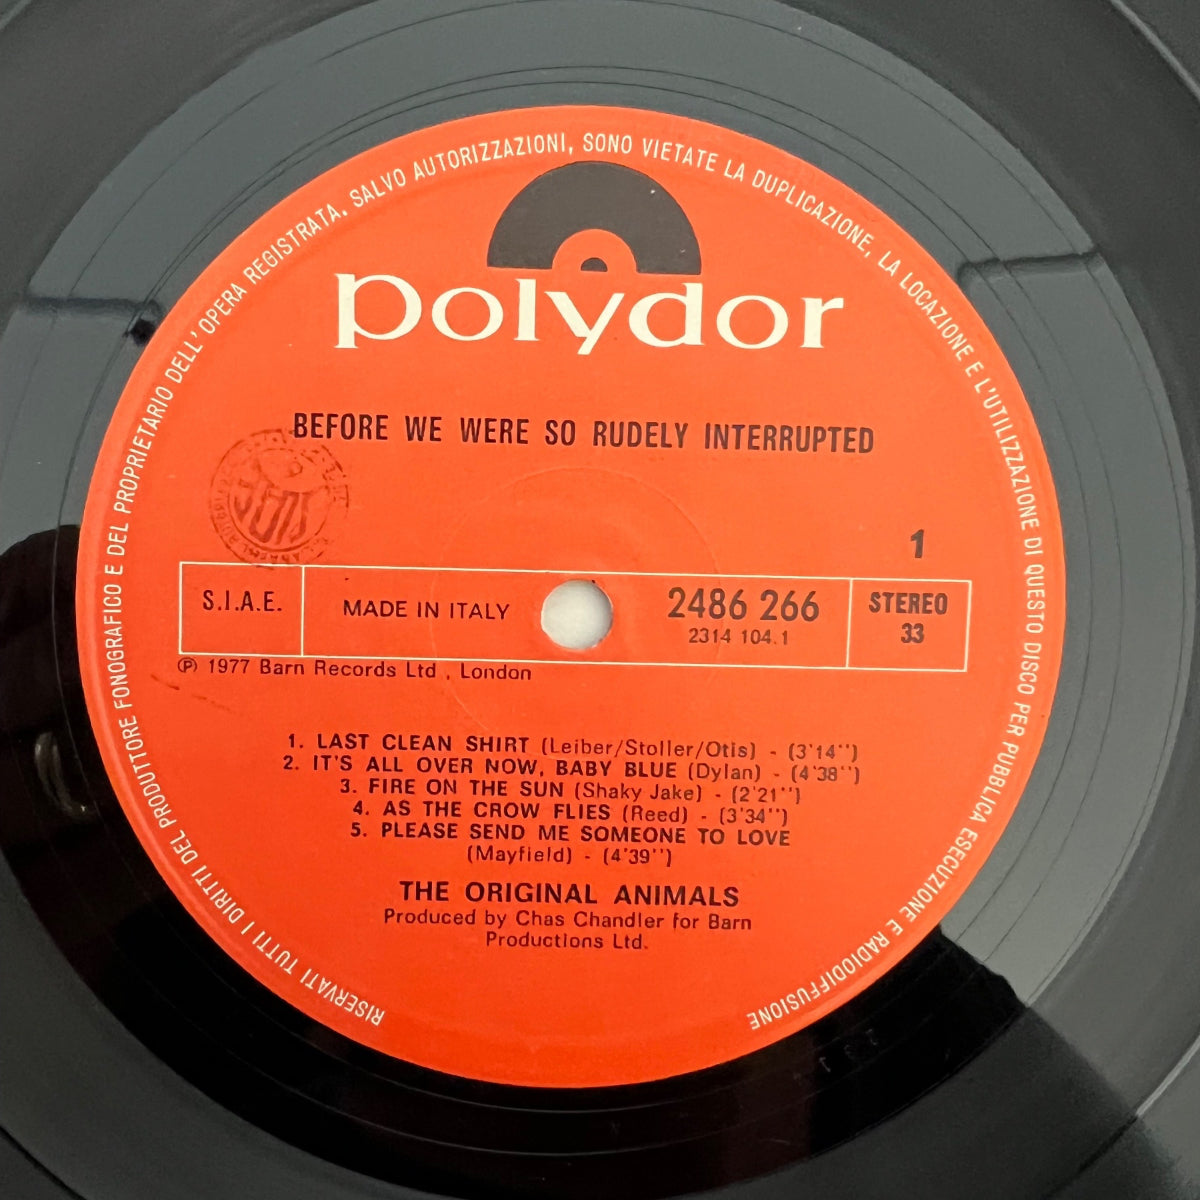 RISERVATI TUTTI I DIRITTI DEL PRODUTTORE FONOGRAFICO E DEL PROPRIETARIO DELL' OPERA REGISTRATA. SALVO AUTORIZZAZIONI, SONO VIETATE LA DUPLICAZIONE, LA LOCAZIONE E L'UTILIZZAZIONE DI QUESTO DISCO PER PUBBLICA ESECUZIONE E RADIODIFFUSIONE
polydor
BEFORE WE WERE SO RUDELY INTERRUPTED
1
S.I.A.E. MADE IN ITALY 2486 266 STEREO
2314 104.1 33
℗ 1977 Barn Records Ltd , London
1. LAST CLEAN SHIRT (Leiber/Stoller/Otis) - (3'14'')
2. IT'S ALL OVER NOW, BABY BLUE (Dylan) - (4'38'')
3. FIRE ON THE SUN (Shaky Jake) - (2'21'')
4. AS THE CROW FLIES (Reed) - (3'34'')
5. PLEASE SEND ME SOMEONE TO LOVE
(Mayfield) - (4'39'')
THE ORIGINAL ANIMALS
Produced by Chas Chandler for Barn
Productions Ltd.